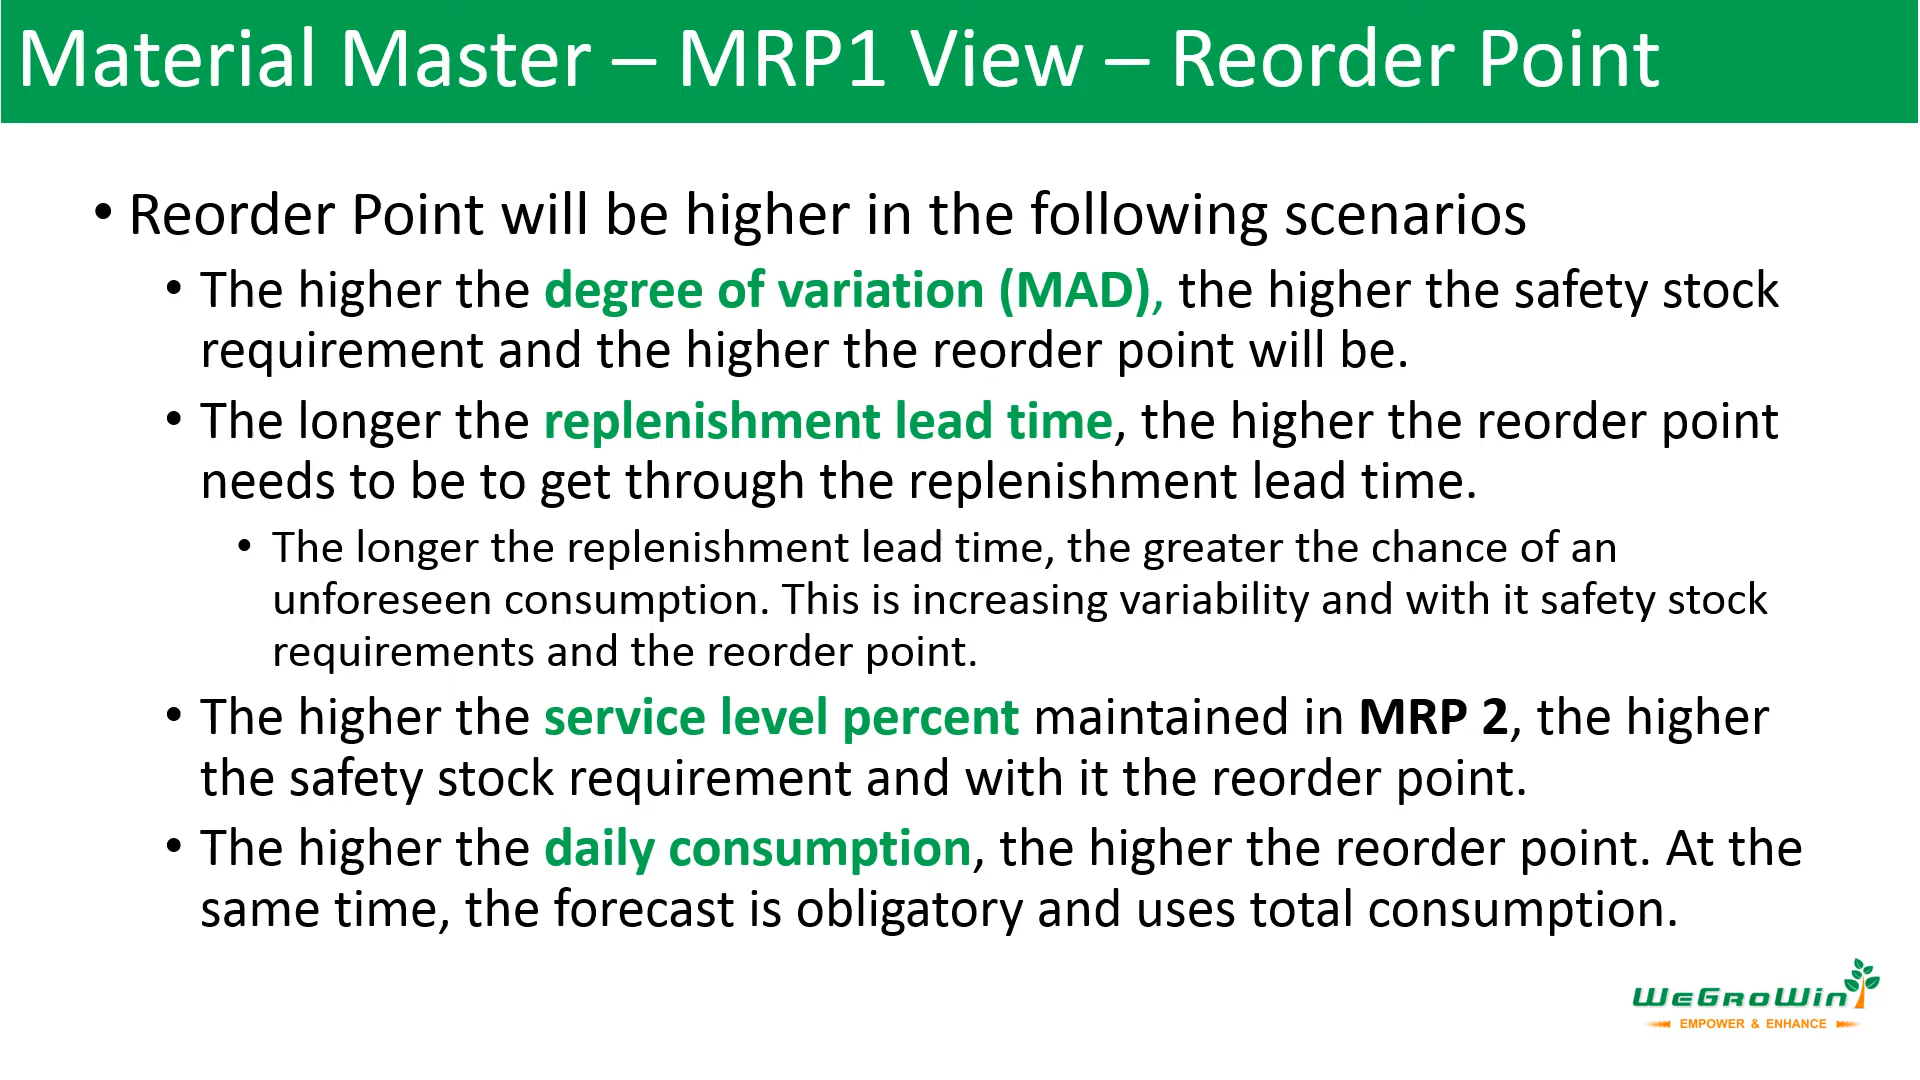 Material Master – MRP1 View – Reorder Point
• Reorder Point will be higher in the following scenarios
• The higher the degree of variation (MAD), the higher the safety stock
requirement and the higher the reorder point will be.
• The longer the replenishment lead time, the higher the reorder point
needs to be to get through the replenishment lead time.
• The longer the replenishment lead time, the greater the chance of an
unforeseen consumption. This is increasing variability and with it safety stock
requirements and the reorder point.
• The higher the service level percent maintained in MRP 2, the higher
the safety stock requirement and with it the reorder point.
• The higher the daily consumption, the higher the reorder point. At the
same time, the forecast is obligatory and uses total consumption.
WeGroWin
EMPOWER & ENHANCE